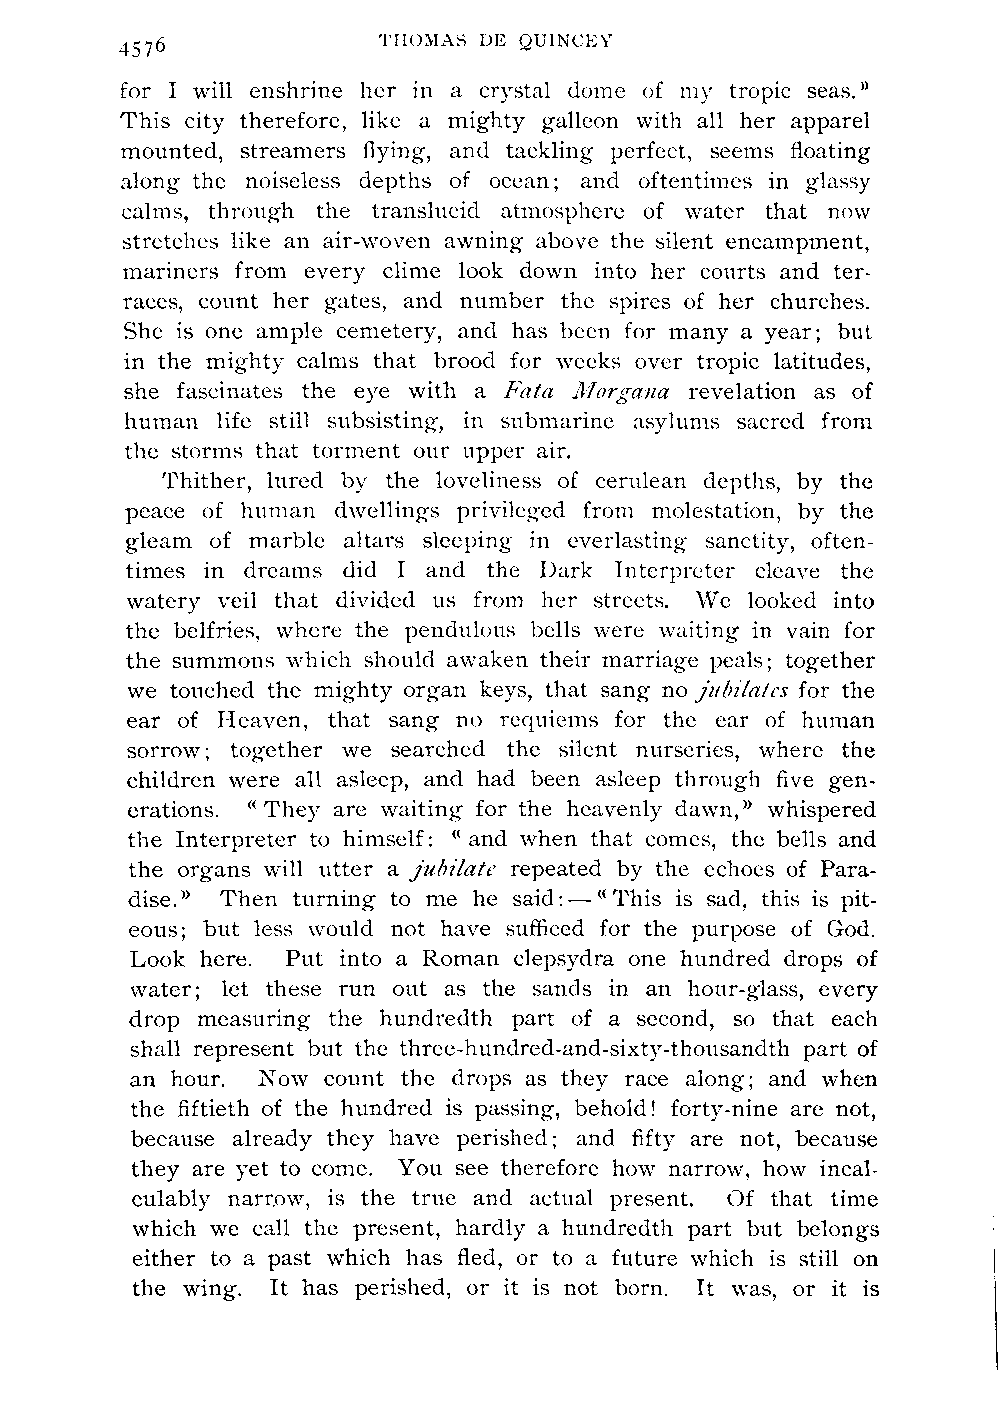 4576
THOMAS DE QUINCEY
for I will enshrine her in a crystal dome of my tropic seas."
This city therefore, like a mighty galleon with all her apparel
mounted, streamers flying, and tackling perfect, seems floating
along the noiseless depths of ocean; and oftentimes in glassy
calms, through the translucid atmosphere of water that now
stretches like an air-woven awning above the silent encampment,
mariners from every clime look down into her courts and ter-
races, count her gates, and number the spires of her churches.
She is one ample cemetery, and has been for many a year; but
in the mighty calms that brood for weeks over tropic latitudes,
she fascinates the eye with a Fata Morgana revelation as of
human life still subsisting, in submarine asylums sacred from
the storms that torment our upper air.
Thither, lured by the loveliness of cerulean depths, by the
peace of human dwellings privileged from molestation, by the
gleam of marble altars sleeping in everlasting sanctity, often-
times in dreams did I and the Dark Interpreter cleave the
watery veil that divided us from her streets. We looked into
the belfries, where the pendulous bells were waiting in vain for
the summons which should awaken their marriage peals; together
we touched the mighty organ keys, that sang no jubilates for the
ear of Heaven, that sang no requiems for the ear of human
sorrow; together we searched the silent nurseries, where the
children were all asleep, and had been asleep through five gen-
erations. "They are waiting for the heavenly dawn," whispered
the Interpreter to himself: "and when that comes, the bells and
the organs will utter a jubilate repeated by the echoes of Para-
dise." Then turning to me he said:—"This is sad, this is pit-
eous; but less would not have sufficed for the purpose of God.
Look here. Put into a Roman clepsydra one hundred drops of
water; let these run out as the sands in an hour-glass, every
drop measuring the hundredth part of a second, so that each
shall represent but the three-hundred-and-sixty-thousandth part of
an hour. Now count the drops as they race along; and when
the fiftieth of the hundred is passing, behold! forty-nine are not,
because already they have perished; and fifty are not, because
they are yet to come. You see therefore how narrow, how incal-
culably narrow, is the true and actual present. Of that time
which we call the present, hardly a hundredth part but belongs
either to a past which has fled, or to a future which is still on
the wing. It has perished, or it is not born. It was, or it is